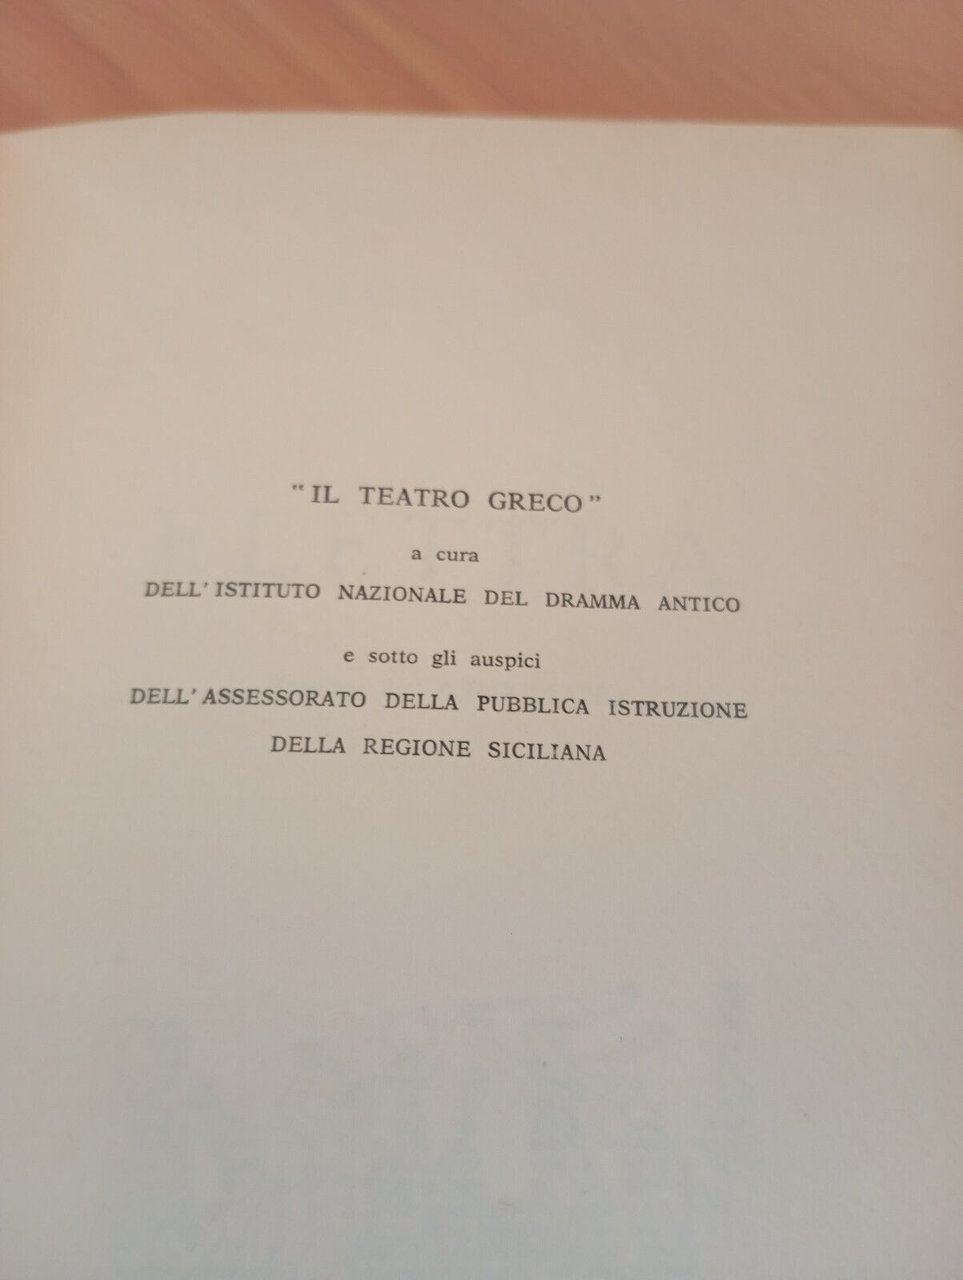 “ IL TEATRO GRECO ”
a cura
DELL' ISTITUTO NAZIONALE DEL DRAMMA ANTICO
e sotto gli auspici
DELL' ASSESSORATO DELLA PUBBLICA ISTRUZIONE
DELLA REGIONE SICILIANA